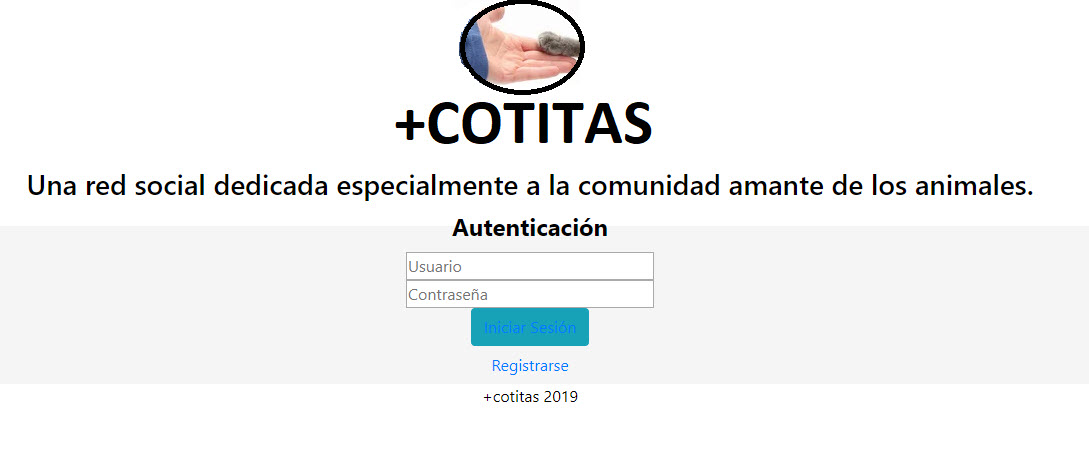 +COTITAS
Una red social dedicada especialmente a la comunidad amante de los animales.
Autenticación
Usuario
Contraseña
Iniciar Sesión
Registrarse
+cotitas 2019